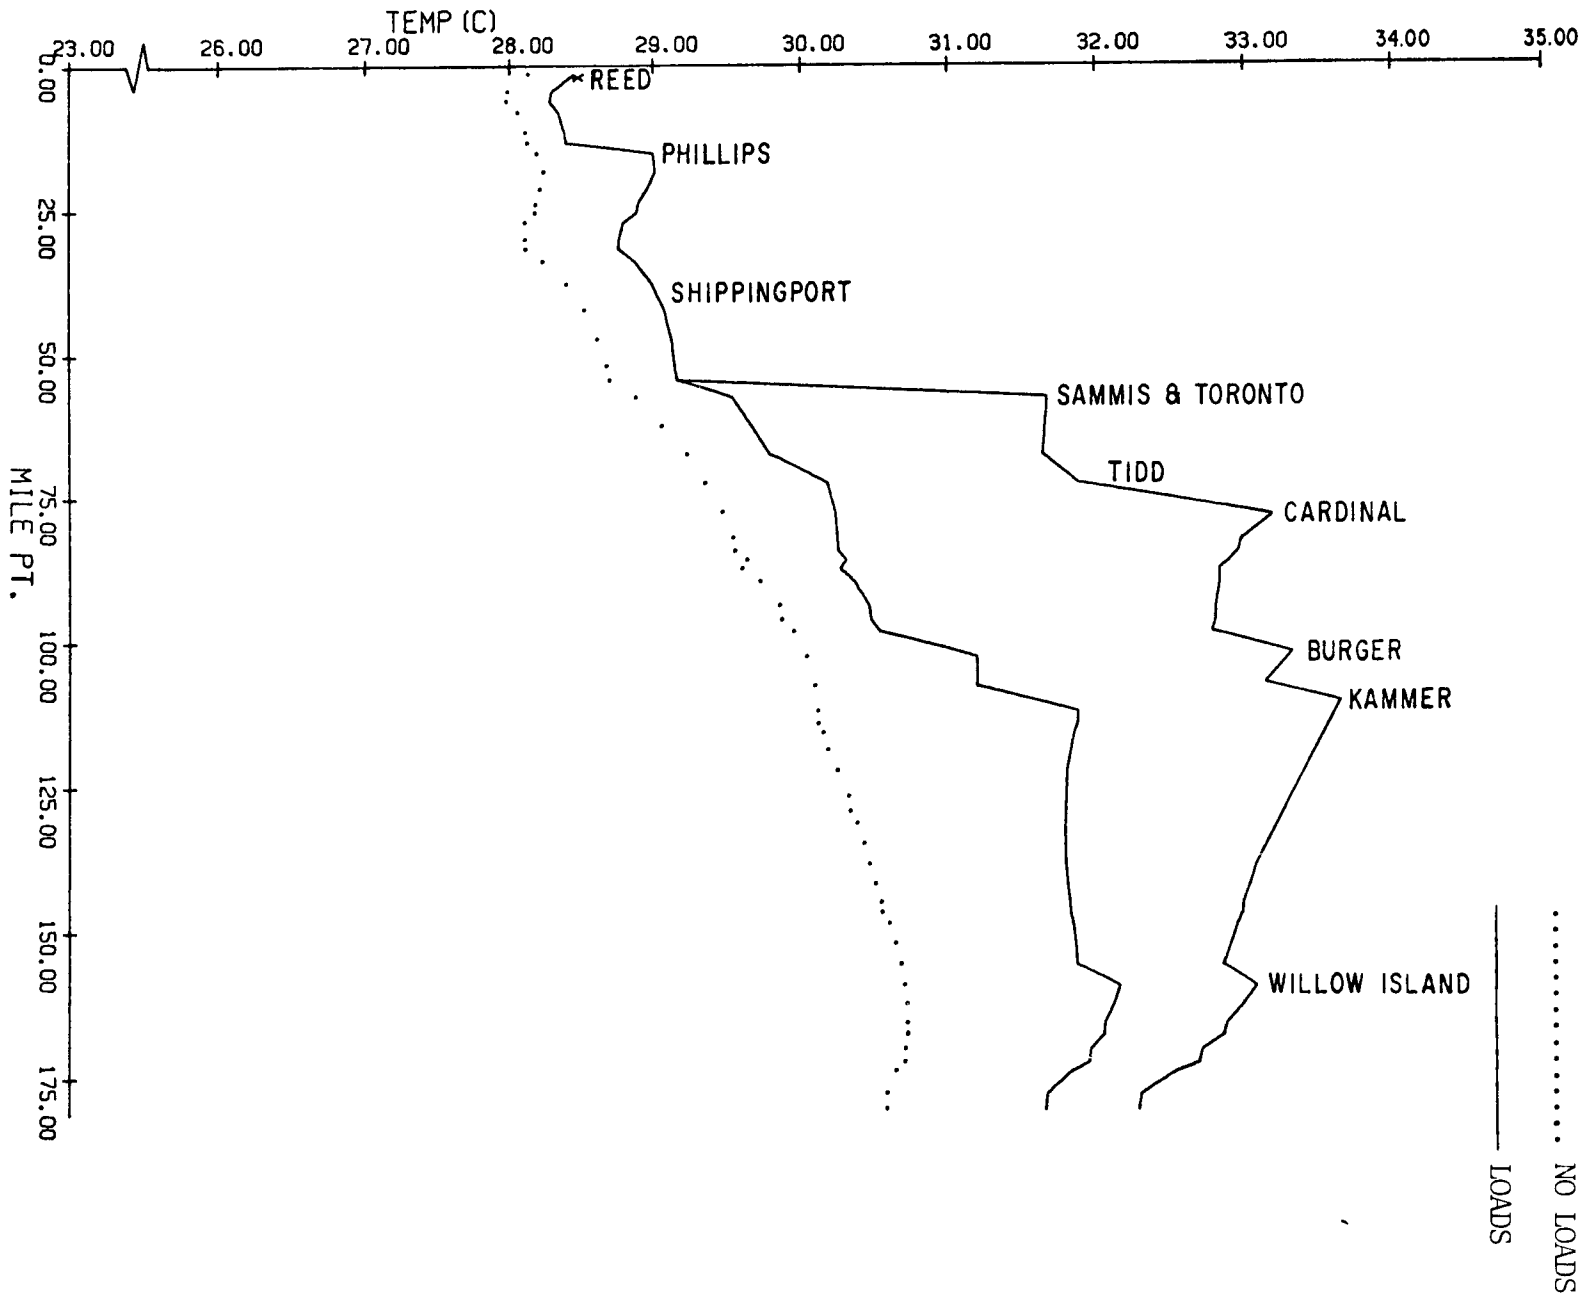 TEMP (C)
23.00 26.00 27.00 28.00 29.00 30.00 31.00 32.00 33.00 34.00 35.00
REED
PHILLIPS
SHIPPINGPORT
SAMMIS & TORONTO
TIDD
CARDINAL
BURGER
KAMMER
WILLOW ISLAND
0.00 25.00 50.00 75.00 100.00 125.00 150.00 175.00
MILE PT.
NO LOADS
LOADS